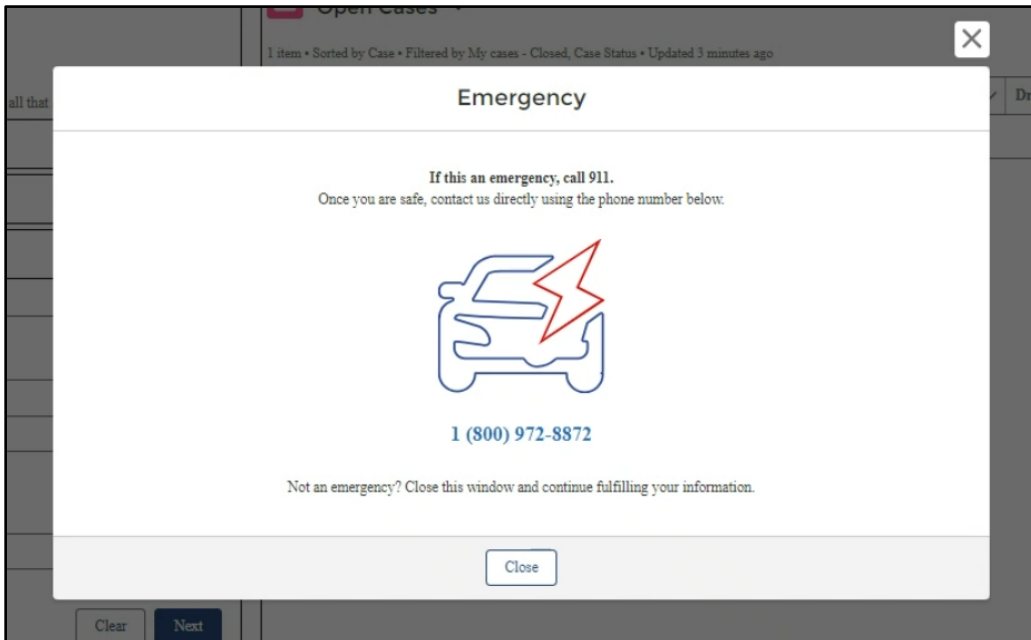 Open Cases
1 item • Sorted by Case • Filtered by My cases - Closed, Case Status • Updated 3 minutes ago
all that
Dr
Emergency
If this an emergency, call 911.
Once you are safe, contact us directly using the phone number below.
1 (800) 972-8872
Not an emergency? Close this window and continue fulfilling your information.
Close
Clear
Next